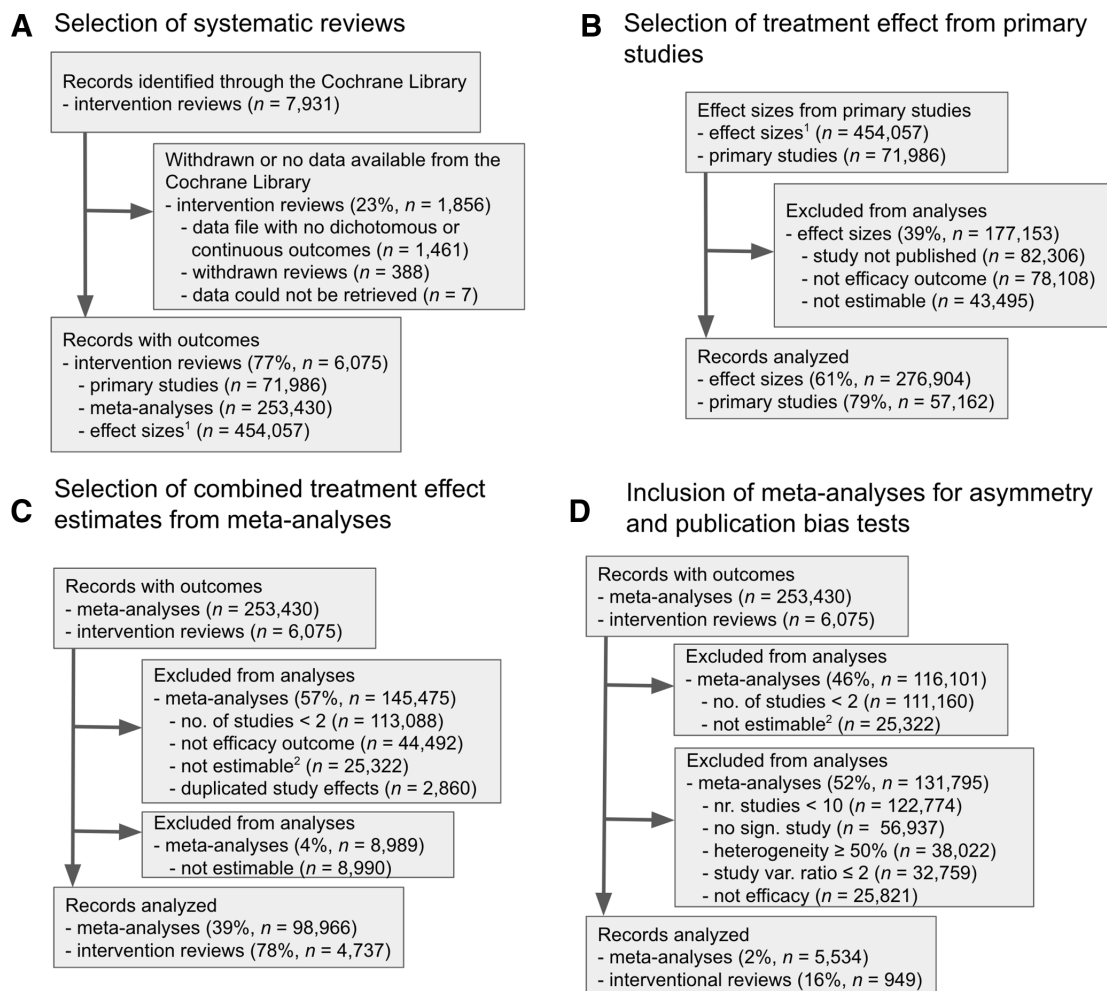 A Selection of systematic reviews
Records identified through the Cochrane Library
- intervention reviews (n = 7,931)
Withdrawn or no data available from the
Cochrane Library
- intervention reviews (23%, n = 1,856)
- data file with no dichotomous or
continuous outcomes (n = 1,461)
- withdrawn reviews (n = 388)
- data could not be retrieved (n = 7)
Records with outcomes
- intervention reviews (77%, n = 6,075)
- primary studies (n = 71,986)
- meta-analyses (n = 253,430)
- effect sizes¹ (n = 454,057)
B Selection of treatment effect from primary
studies
Effect sizes from primary studies
- effect sizes¹ (n = 454,057)
- primary studies (n = 71,986)
Excluded from analyses
- effect sizes (39%, n = 177,153)
- study not published (n = 82,306)
- not efficacy outcome (n = 78,108)
- not estimable (n = 43,495)
Records analyzed
- effect sizes (61%, n = 276,904)
- primary studies (79%, n = 57,162)
C Selection of combined treatment effect
estimates from meta-analyses
Records with outcomes
- meta-analyses (n = 253,430)
- intervention reviews (n = 6,075)
Excluded from analyses
- meta-analyses (57%, n = 145,475)
- no. of studies < 2 (n = 113,088)
- not efficacy outcome (n = 44,492)
- not estimable² (n = 25,322)
- duplicated study effects (n = 2,860)
Excluded from analyses
- meta-analyses (4%, n = 8,989)
- not estimable (n = 8,990)
Records analyzed
- meta-analyses (39%, n = 98,966)
- intervention reviews (78%, n = 4,737)
D Inclusion of meta-analyses for asymmetry
and publication bias tests
Records with outcomes
- meta-analyses (n = 253,430)
- intervention reviews (n = 6,075)
Excluded from analyses
- meta-analyses (46%, n = 116,101)
- no. of studies < 2 (n = 111,160)
- not estimable² (n = 25,322)
Excluded from analyses
- meta-analyses (52%, n = 131,795)
- nr. studies < 10 (n = 122,774)
- no sign. study (n = 56,937)
- heterogeneity ≥ 50% (n = 38,022)
- study var. ratio ≤ 2 (n = 32,759)
- not efficacy (n = 25,821)
Records analyzed
- meta-analyses (2%, n = 5,534)
- interventional reviews (16%, n = 949)